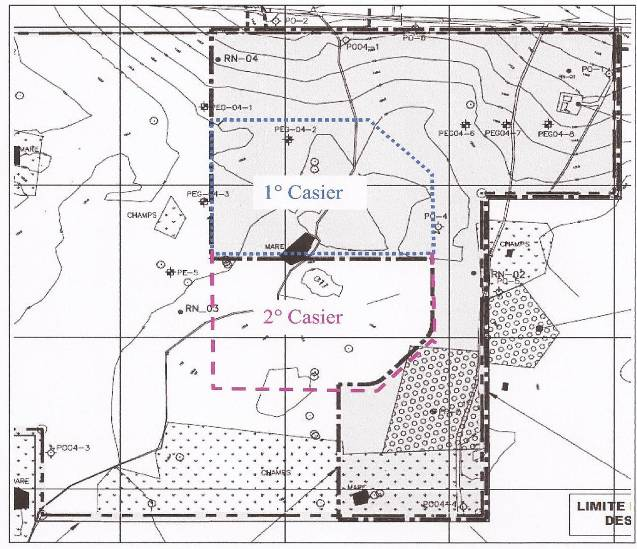 PO-2
PO-6
PO04-1
RN-04
PO-1
PEG-04-1
PEG-04-2
PEG04-6
PEG04-7
PEG04-8
MARE
1° Casier
PEG-04-3
CHAMPS
PO-4
MARE
CHAMPS
PE-5
RN-02
RN_03
2° Casier
PO04-3
CHAMPS
MARE
LIMITE
DES